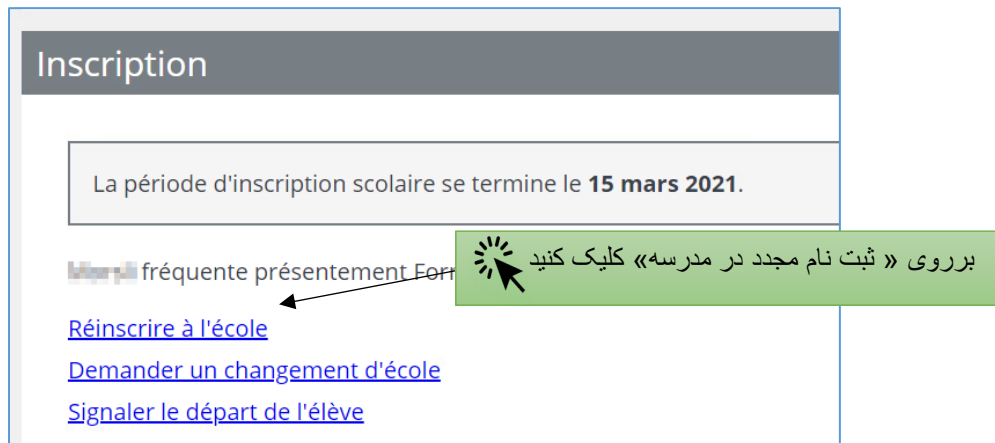 Inscription
La période d'inscription scolaire se termine le 15 mars 2021.
fréquente présentement
برروی « ثبت نام مجدد در مدرسه» کلیک کنید
Réinscrire à l'école
Demander un changement d'école
Signaler le départ de l'élève